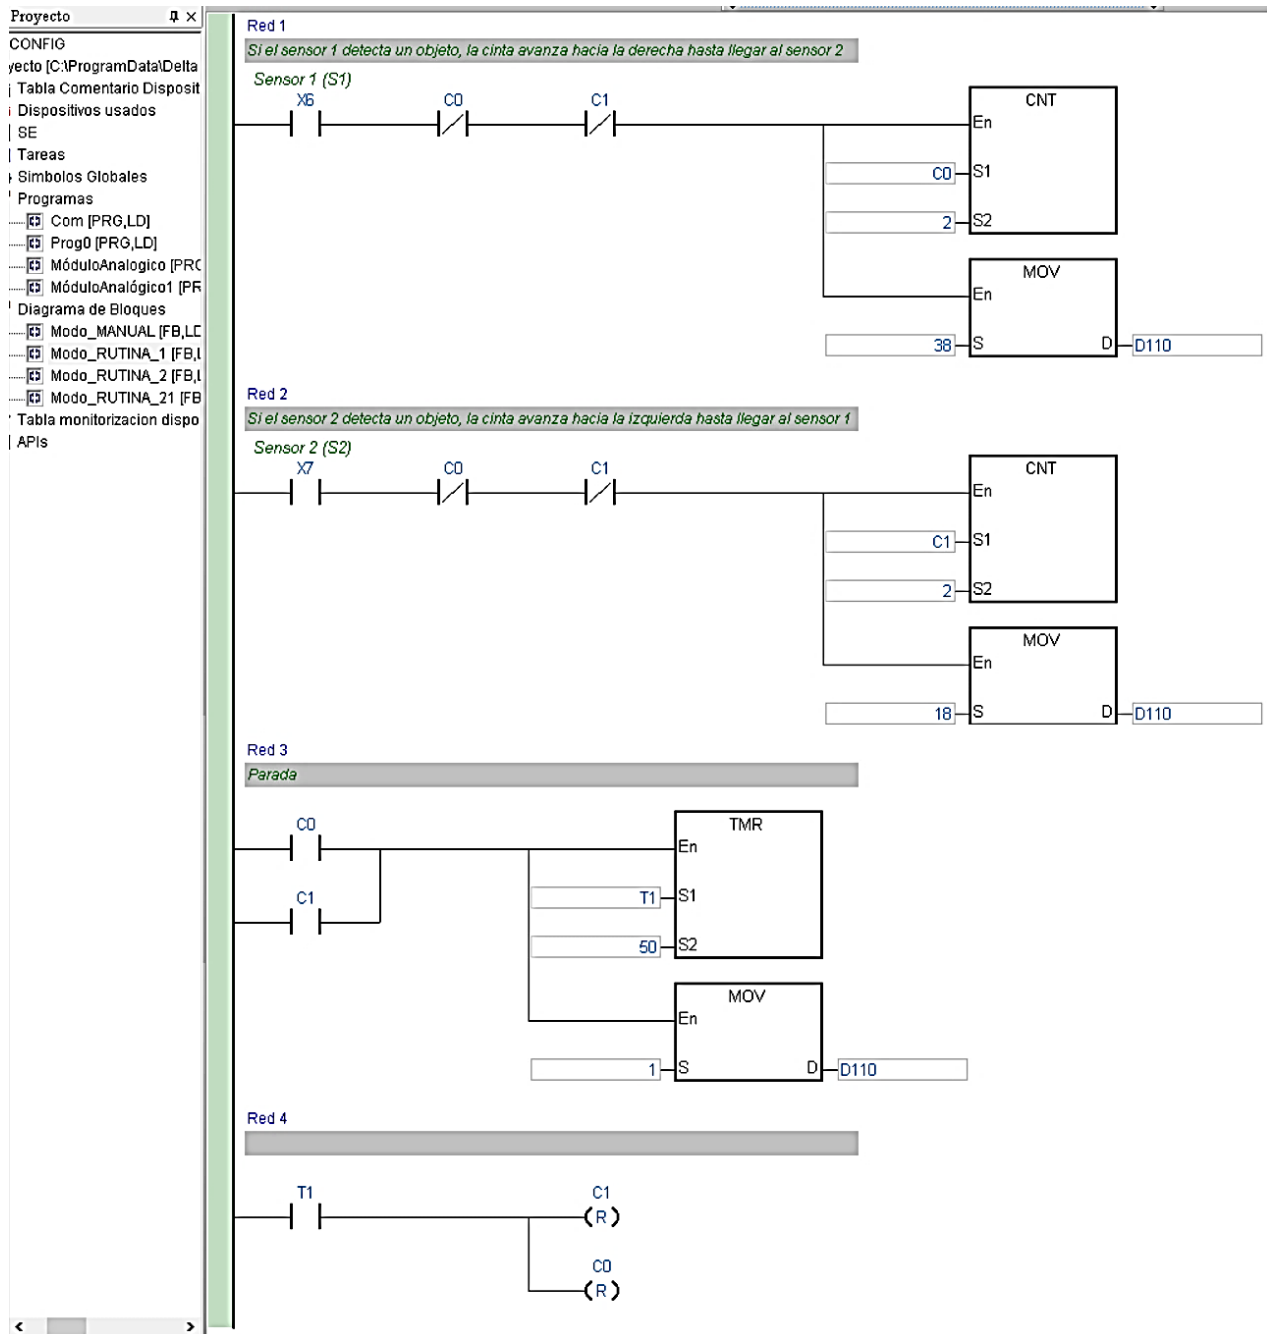 Proyecto
CONFIG
yecto [C:\ProgramData\Delta
Tabla Comentario Disposit
Dispositivos usados
SE
Tareas
Simbolos Globales
Programas
Com [PRG,LD]
Prog0 [PRG,LD]
MóduloAnalogico [PRC
MóduloAnalógico1 [PR
Diagrama de Bloques
Modo_MANUAL [FB,LD
Modo_RUTINA_1 [FB,L
Modo_RUTINA_2 [FB,L
Modo_RUTINA_21 [FB
Tabla monitorizacion dispo
APIs
Red 1
Si el sensor 1 detecta un objeto, la cinta avanza hacia la derecha hasta llegar al sensor 2
Sensor 1 (S1)
X6 C0 C1
CNT
En
C0 S1
2 S2
MOV
En
38 S D D110
Red 2
Si el sensor 2 detecta un objeto, la cinta avanza hacia la izquierda hasta llegar al sensor 1
Sensor 2 (S2)
X7 C0 C1
CNT
En
C1 S1
2 S2
MOV
En
18 S D D110
Red 3
Parada
C0
C1
TMR
En
T1 S1
50 S2
MOV
En
1 S D D110
Red 4
T1 C1
R
C0
R